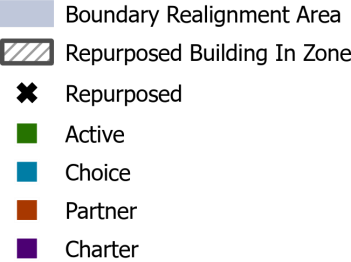 Boundary Realignment Area
Repurposed Building In Zone
Repurposed
Active
Choice
Partner
Charter